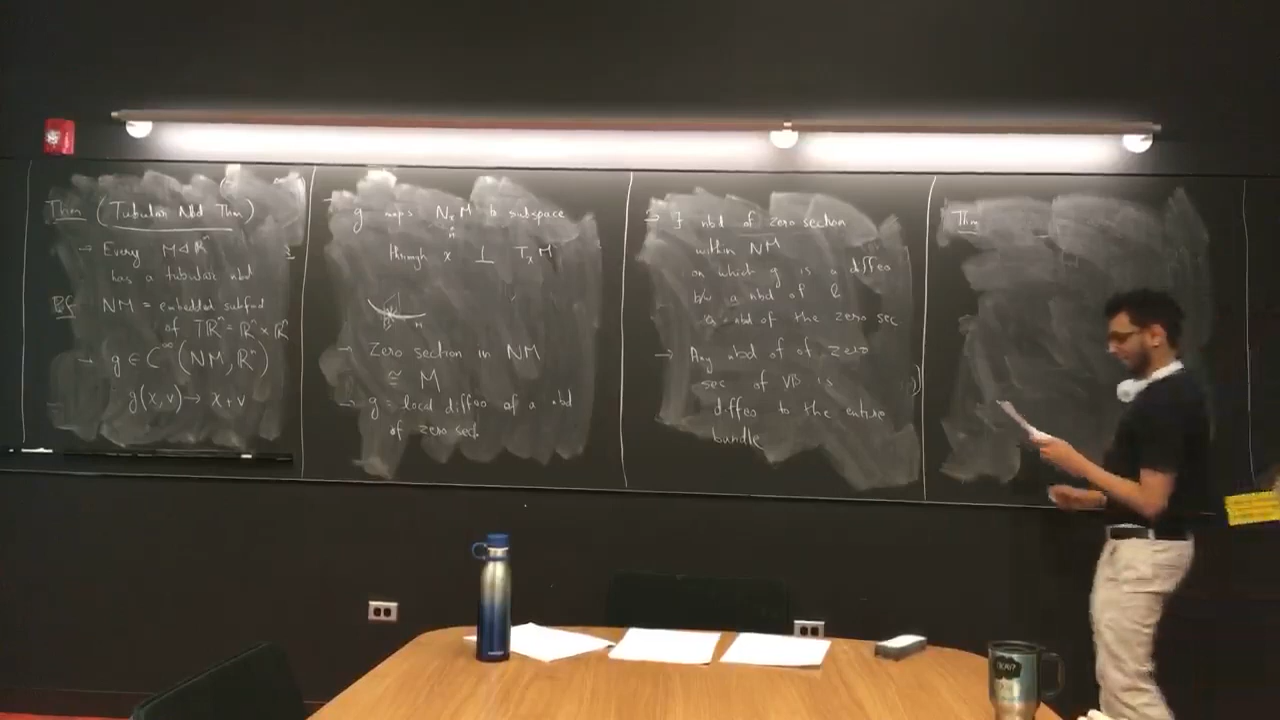 Thm (Tubular Nbd Thm)
→ Every M ⊲ ℝⁿ
has a tubular nbd
Pf NM = embedded submfd
of Tℝⁿ = ℝⁿ × ℝⁿ
→ g ∈ C^∞ (NM, ℝⁿ)
g(x, v) → x + v
→ g maps NₓM to subspace
through x ⊥ TₓM
M
→ Zero section in NM
≅ M
→ g = local diffeo of a nbd
of zero sec.
→ ∃ nbd of zero section
within NM
on which g is a diffeo
b/w a nbd of
nbd of the zero sec
→ Any nbd of of zero
sec of VB is
diffeo to the entire
bundle
Thm